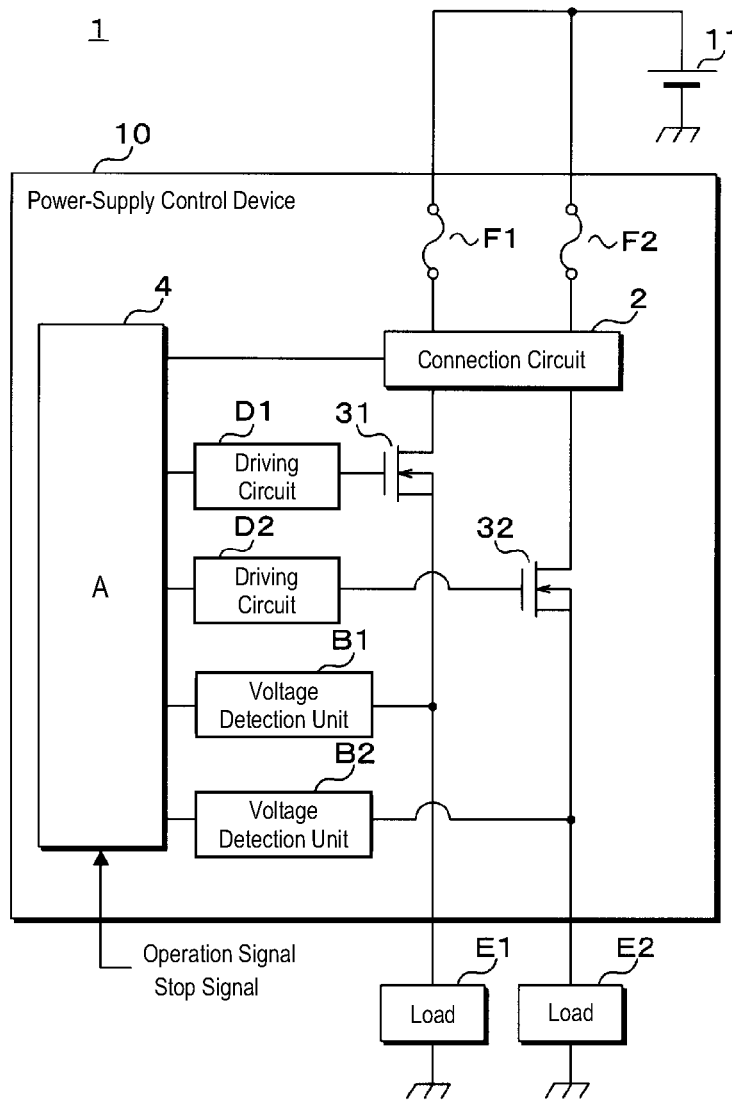 1
11
10
Power-Supply Control Device
F1
F2
4
2
Connection Circuit
D1
31
Driving
Circuit
D2
32
A
Driving
Circuit
B1
Voltage
Detection Unit
B2
Voltage
Detection Unit
Operation Signal
Stop Signal
E1
E2
Load
Load